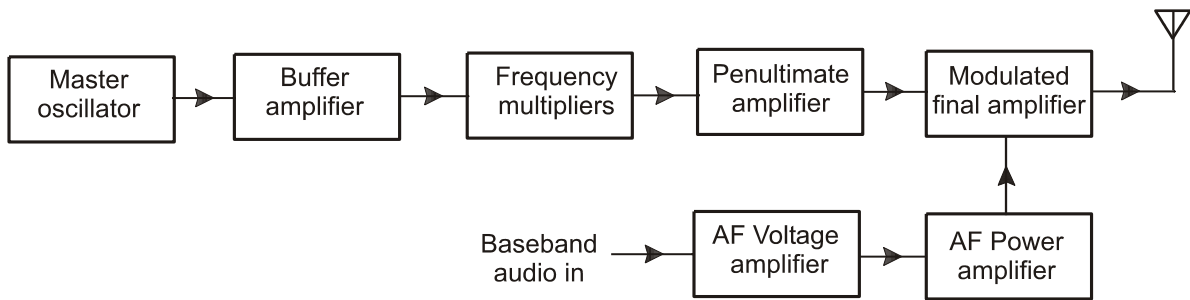 Master
oscillator
Buffer
amplifier
Frequency
multipliers
Penultimate
amplifier
Modulated
final amplifier
Baseband
audio in
AF Voltage
amplifier
AF Power
amplifier